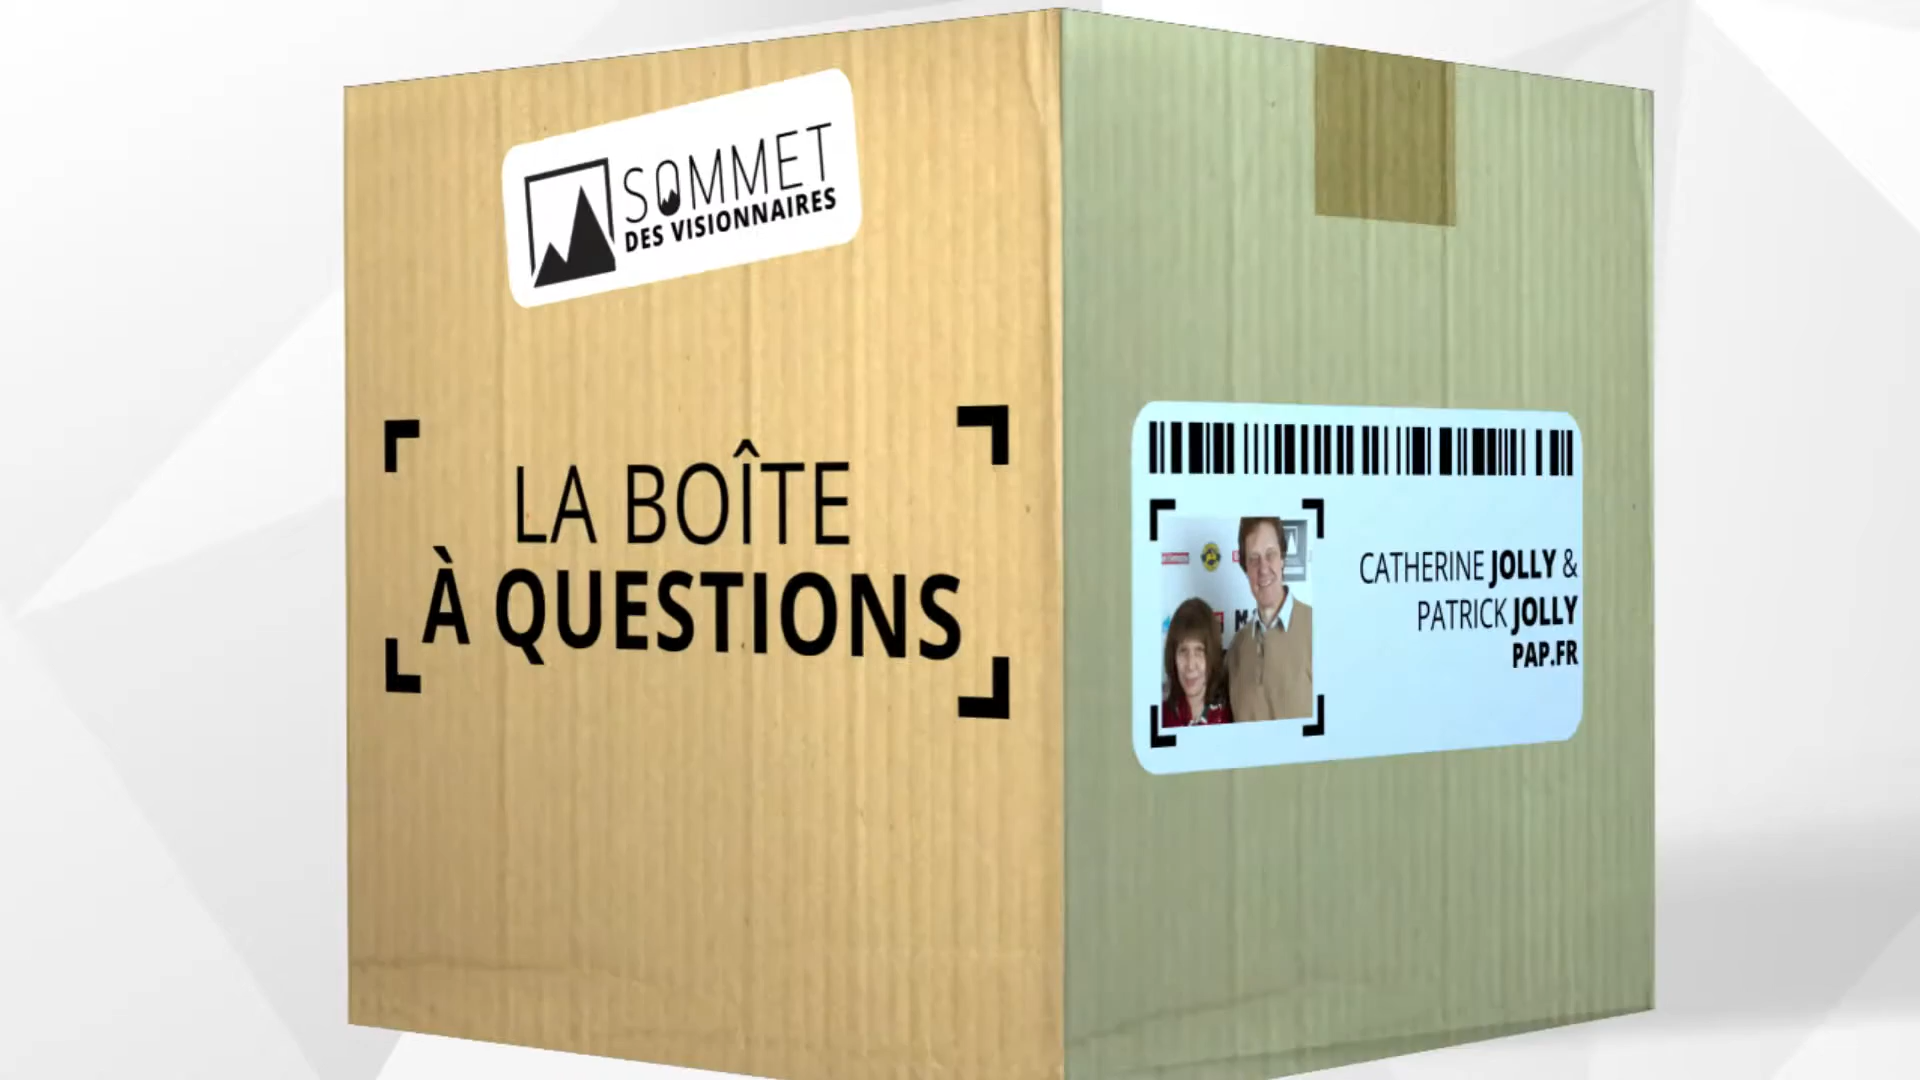 SOMMET
DES VISIONNAIRES
LA BOÎTE
À QUESTIONS
CATHERINE JOLLY &
PATRICK JOLLY
PAP.FR